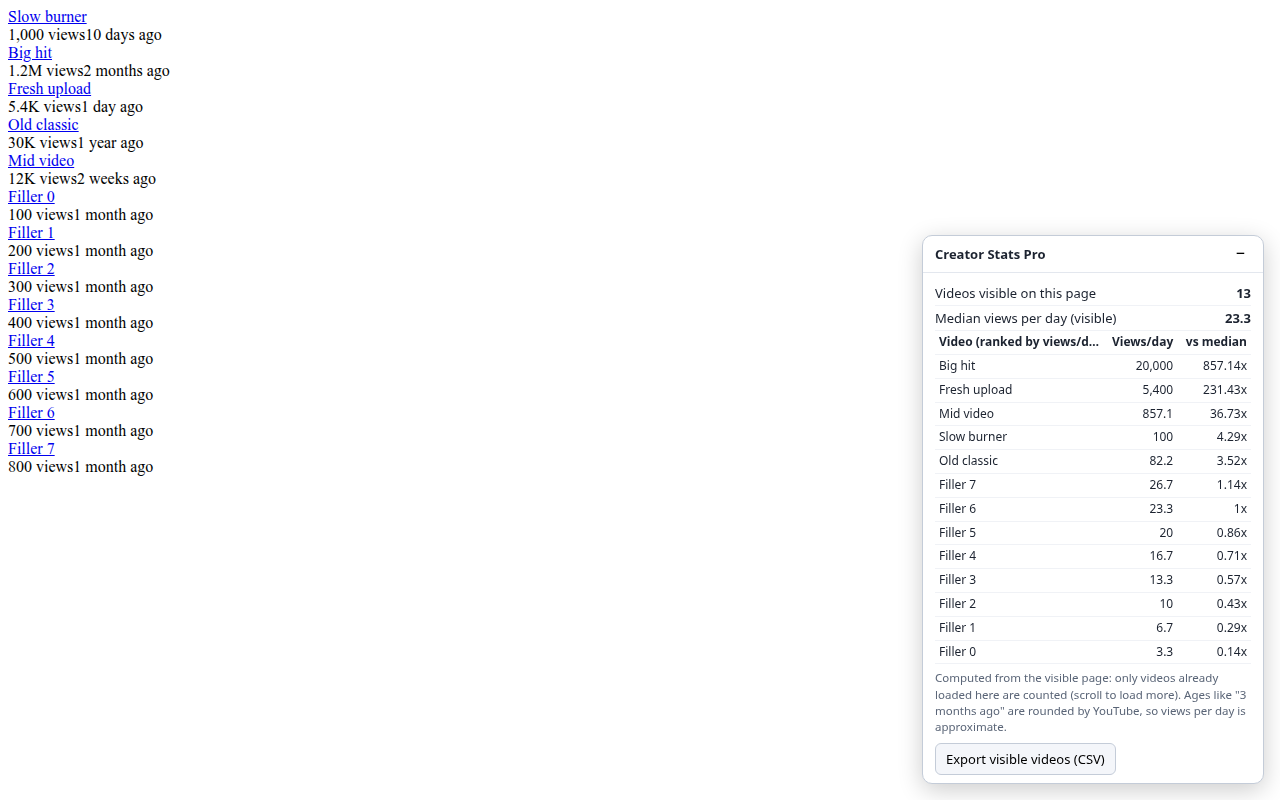 Slow burner
1,000 views10 days ago
Big hit
1.2M views2 months ago
Fresh upload
5.4K views1 day ago
Old classic
30K views1 year ago
Mid video
12K views2 weeks ago
Filler 0
100 views1 month ago
Filler 1
200 views1 month ago
Filler 2
300 views1 month ago
Filler 3
400 views1 month ago
Filler 4
500 views1 month ago
Filler 5
600 views1 month ago
Filler 6
700 views1 month ago
Filler 7
800 views1 month ago
Creator Stats Pro −
Videos visible on this page 13
Median views per day (visible) 23.3
Video (ranked by views/d... Views/day vs median
Big hit 20,000 857.14x
Fresh upload 5,400 231.43x
Mid video 857.1 36.73x
Slow burner 100 4.29x
Old classic 82.2 3.52x
Filler 7 26.7 1.14x
Filler 6 23.3 1x
Filler 5 20 0.86x
Filler 4 16.7 0.71x
Filler 3 13.3 0.57x
Filler 2 10 0.43x
Filler 1 6.7 0.29x
Filler 0 3.3 0.14x
Computed from the visible page: only videos already
loaded here are counted (scroll to load more). Ages like "3
months ago" are rounded by YouTube, so views per day is
approximate.
Export visible videos (CSV)